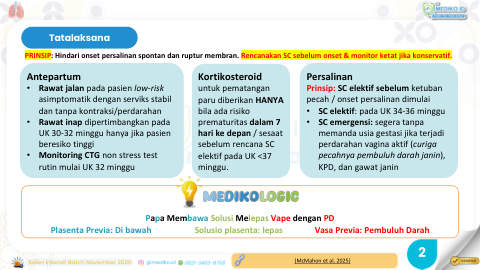 MEDIKO.ID
Tatalaksana
PRINSIP: Hindari onset persalinan spontan dan ruptur membran. Rencanakan SC sebelum onset & monitor ketat jika konservatif.
Antepartum
• Rawat jalan pada pasien low-risk
asimptomatik dengan serviks stabil
dan tanpa kontraksi/perdarahan
• Rawat inap dipertimbangkan pada
UK 30-32 minggu hanya jika pasien
beresiko tinggi
• Monitoring CTG non stress test
rutin mulai UK 32 minggu
Kortikosteroid
untuk pematangan
paru diberikan HANYA
bila ada risiko
prematuritas dalam 7
hari ke depan / sesaat
sebelum rencana SC
elektif pada UK <37
minggu.
Persalinan
Prinsip: SC elektif sebelum ketuban
pecah / onset persalinan dimulai
• SC elektif: pada UK 34-36 minggu
• SC emergensi: segera tanpa
memanda usia gestasi jika terjadi
perdarahan vagina aktif (curiga
pecahnya pembuluh darah janin),
KPD, dan gawat janin
MEDIKOLOGIC
Papa Membawa Solusi Melepas Vape dengan PD
Plasenta Previa: Di bawah
Solusio plasenta: lepas
Vasa Previa: Pembuluh Darah
(McMahon et al, 2025)
2